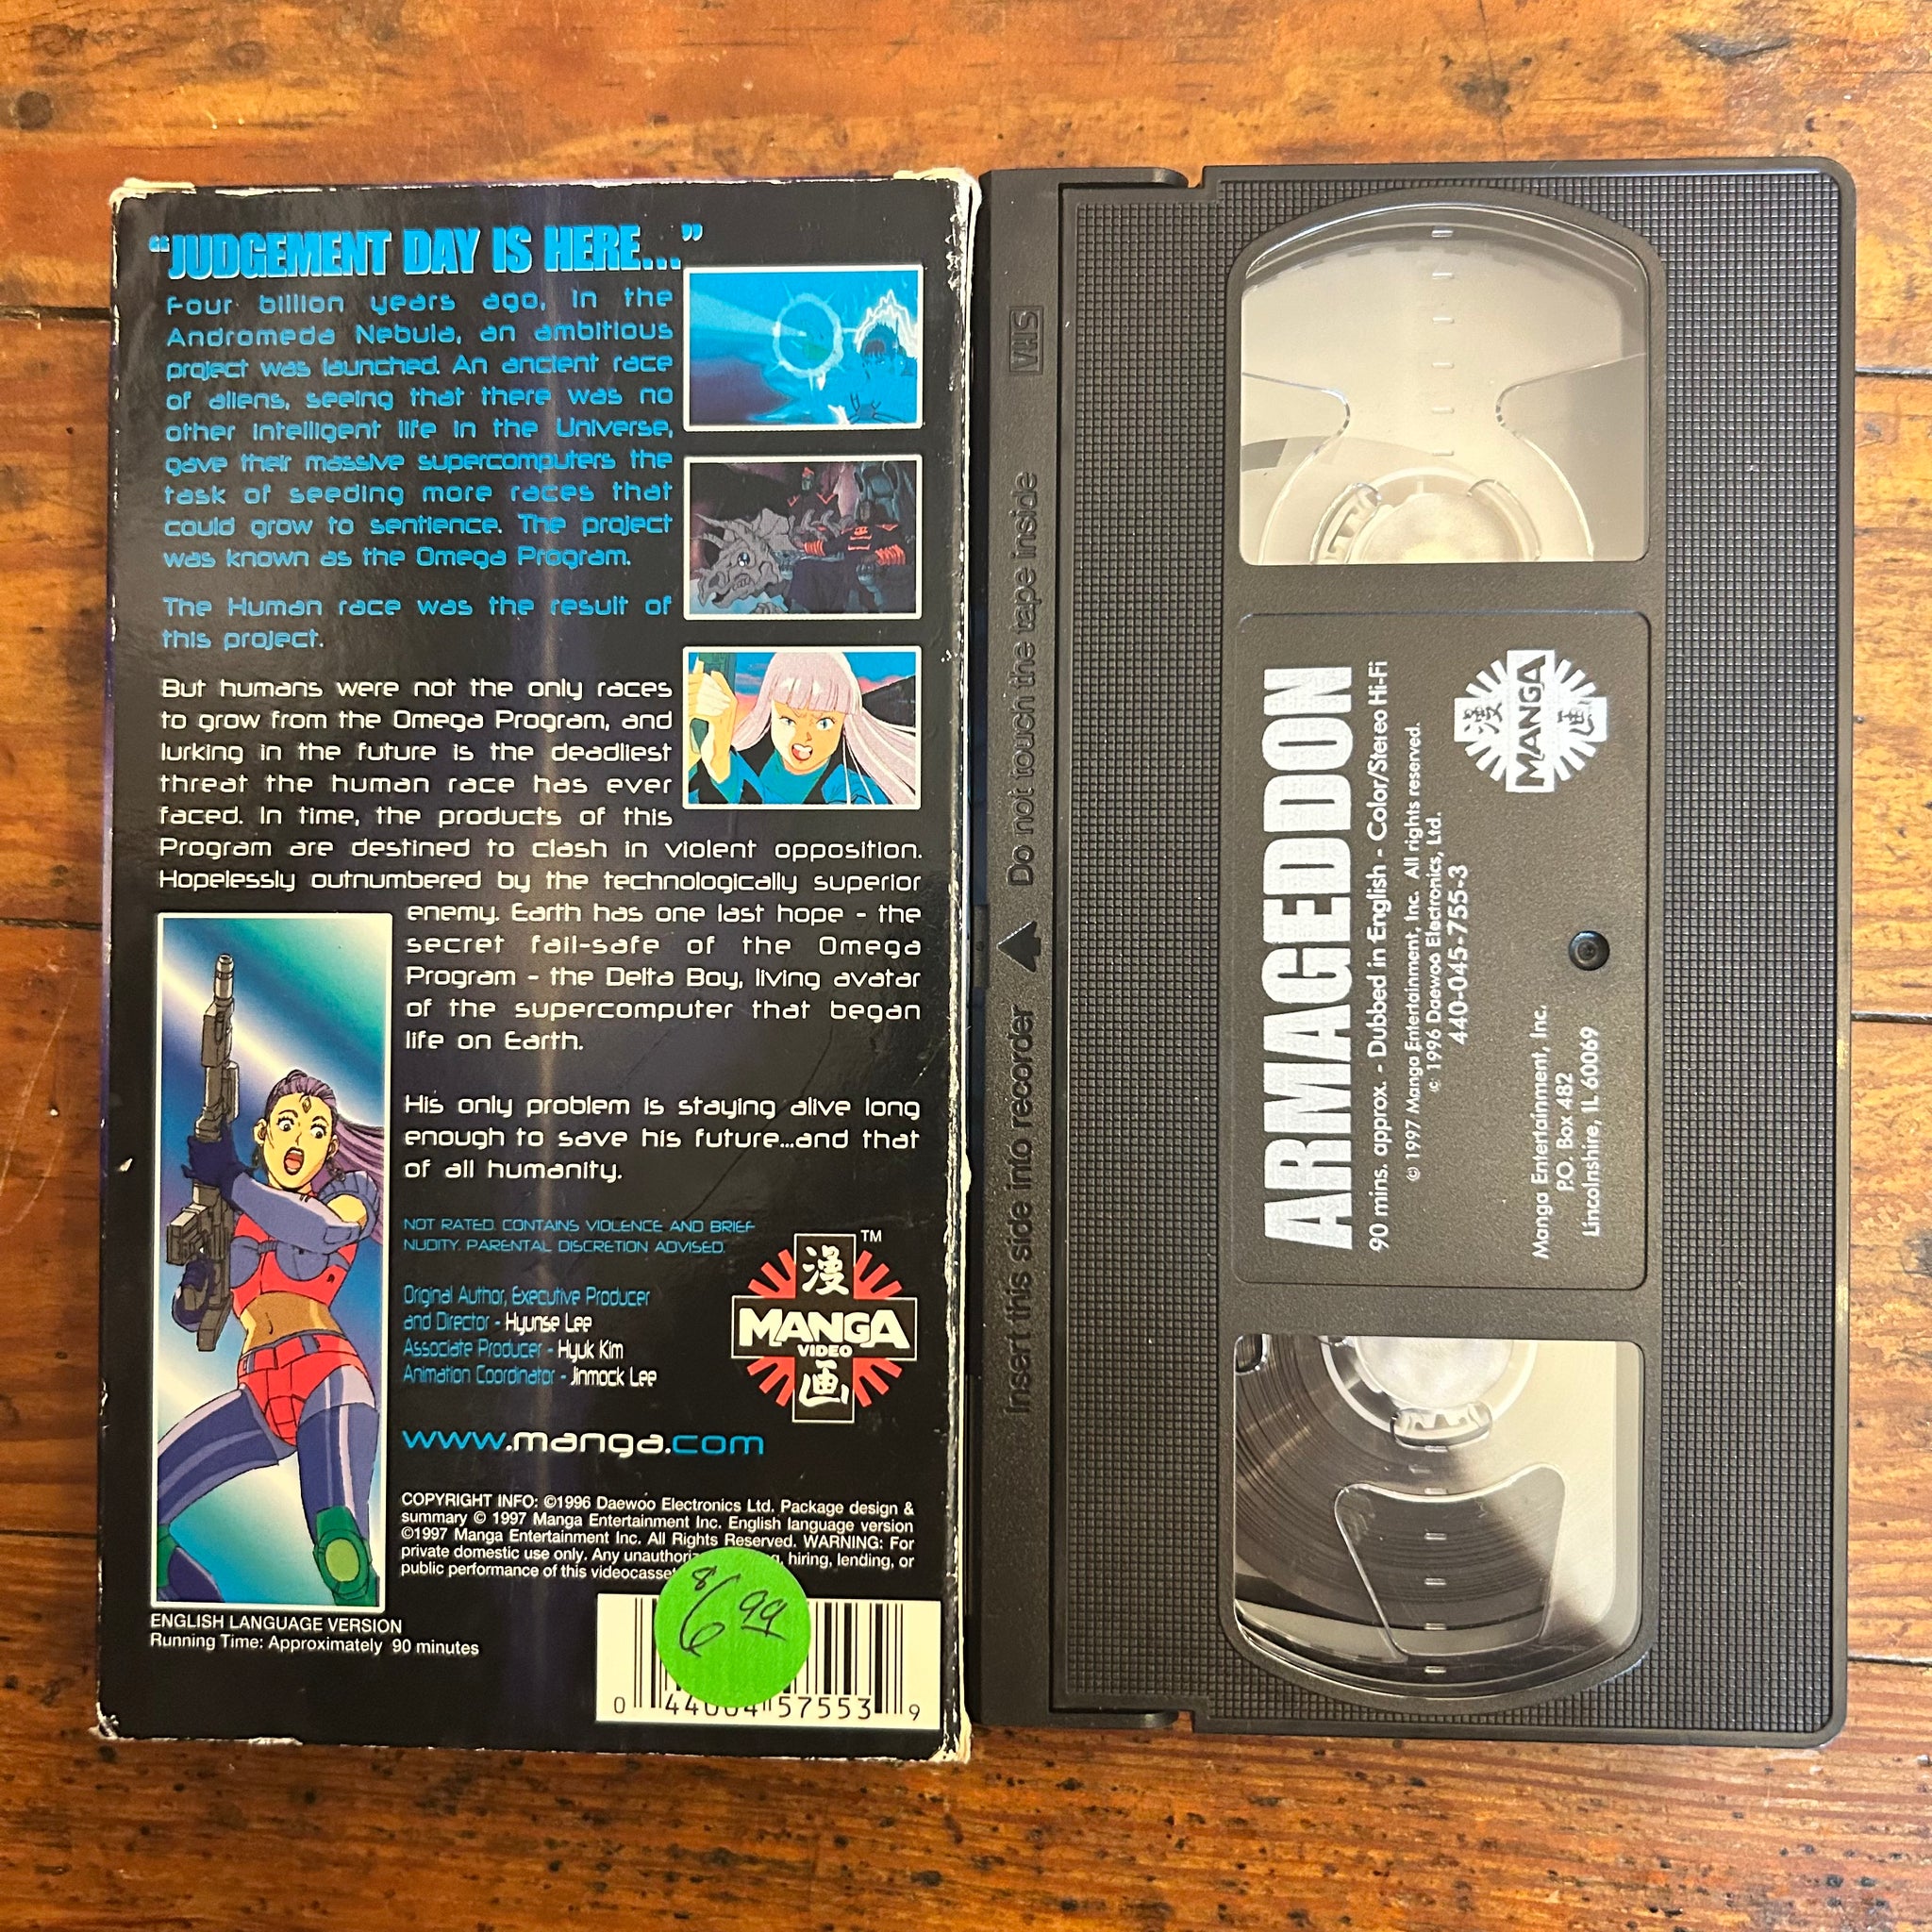 “JUDGEMENT DAY IS HERE...”
Four billion years ago, in the
Andromeda Nebula, an ambitious
project was launched. An ancient race
of aliens, seeing that there was no
other intelligent life in the Universe,
gave their massive supercomputers the
task of seeding more races that
could grow to sentience. The project
was known as the Omega Program.
The Human race was the result of
this project.
But humans were not the only races
to grow from the Omega Program, and
lurking in the future is the deadliest
threat the human race has ever
faced. In time, the products of this
Program are destined to clash in violent opposition.
Hopelessly outnumbered by the technologically superior
enemy. Earth has one last hope - the
secret fail-safe of the Omega
Program - the Delta Boy, living avatar
of the supercomputer that began
life on Earth.
His only problem is staying alive long
enough to save his future...and that
of all humanity.
NOT RATED. CONTAINS VIOLENCE AND BRIEF
NUDITY. PARENTAL DISCRETION ADVISED.
Original Author, Executive Producer
and Director - Hyunse Lee
Associate Producer - Hyuk Kim
Animation Coordinator - Jinmock Lee
TM
漫
MANGA
VIDEO
画
www.manga.com
COPYRIGHT INFO: ©1996 Daewoo Electronics Ltd. Package design &
summary © 1997 Manga Entertainment Inc. English language version
©1997 Manga Entertainment Inc. All Rights Reserved. WARNING: For
private domestic use only. Any hiring, lending, or
public performance of this
ENGLISH LANGUAGE VERSION
Running Time: Approximately 90 minutes
$6 99
0 44004 57553 9
VHS
Do not touch the tape inside
Insert this side into recorder
ARMAGEDDON
90 mins. approx. - Dubbed in English - Color/Stereo Hi-Fi
© 1997 Manga Entertainment, Inc. All rights reserved.
© 1996 Daewoo Electronics, Ltd.
440-045-755-3
Manga Entertainment, Inc.
P.O. Box 482
Lincolnshire, IL 60069
漫
MANGA
画